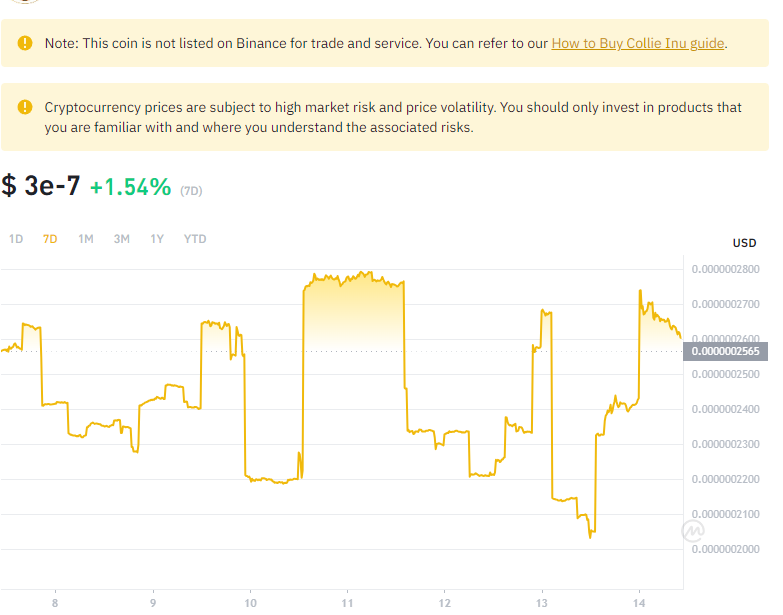 Note: This coin is not listed on Binance for trade and service. You can refer to our How to Buy Collie Inu guide.
Cryptocurrency prices are subject to high market risk and price volatility. You should only invest in products that
you are familiar with and where you understand the associated risks.
$ 3e-7 +1.54% (7D)
1D 7D 1M 3M 1Y YTD
USD
0.0000002800
0.0000002700
0.0000002600
0.0000002565
0.0000002500
0.0000002400
0.0000002300
0.0000002200
0.0000002100
0.0000002000
8 9 10 11 12 13 14